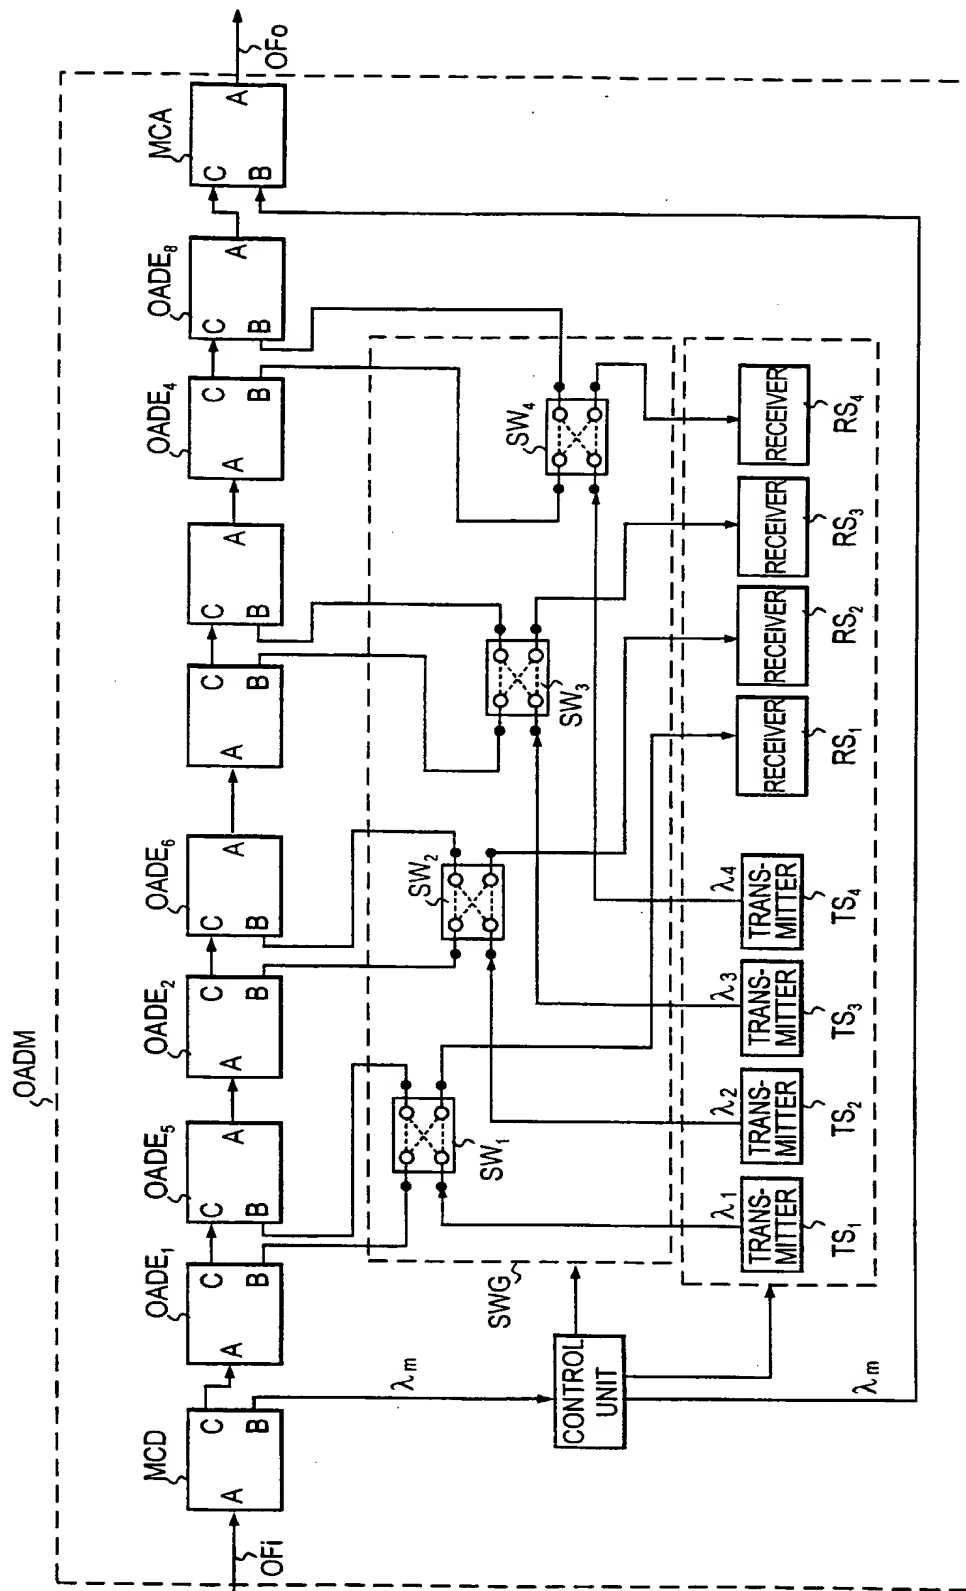 OADM
OFi
MCD
A
C
B
OADE1
A
C
B
OADE5
C
B
A
OADE2
A
C
B
OADE6
C
B
A
A
C
B
C
B
A
OADE4
A
C
B
OADE8
C
B
A
MCA
C
B
A
OFo
λm
CONTROL
UNIT
λm
SWG
SW1
SW2
SW3
SW4
λ1
λ2
λ3
λ4
TRANS-
MITTER
TS1
TRANS-
MITTER
TS2
TRANS-
MITTER
TS3
TRANS-
MITTER
TS4
RECEIVER
RS1
RECEIVER
RS2
RECEIVER
RS3
RECEIVER
RS4